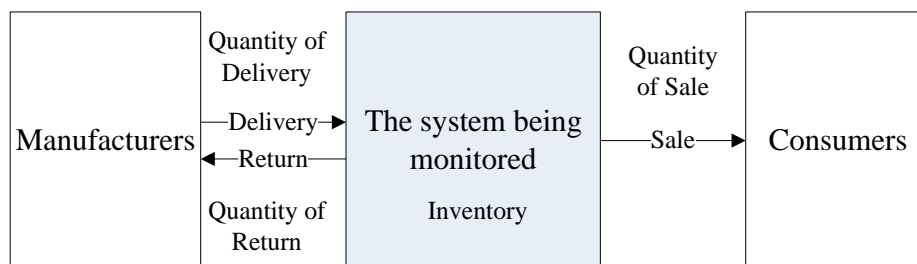 Manufacturers
Quantity of
Delivery
Delivery
Return
Quantity of
Return
The system being
monitored
Inventory
Quantity
of Sale
Sale
Consumers